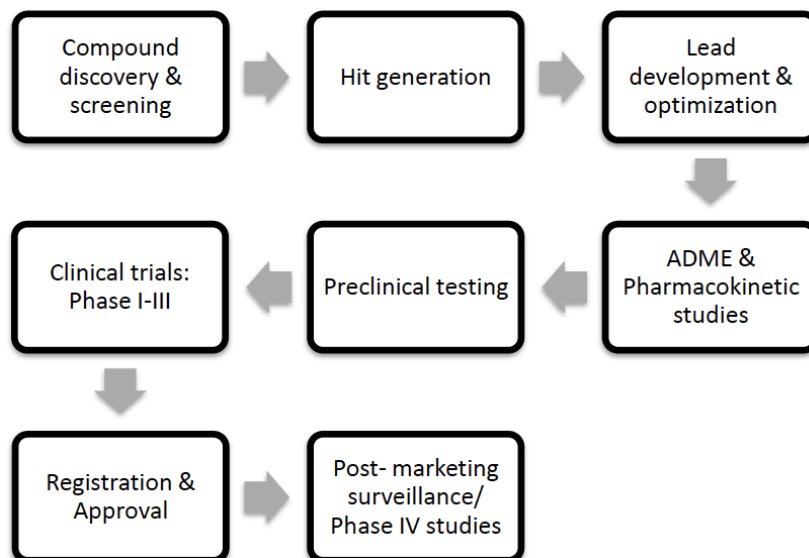 Compound
discovery &
screening
Hit generation
Lead
development &
optimization
ADME &
Pharmacokinetic
studies
Preclinical testing
Clinical trials:
Phase I-III
Registration &
Approval
Post- marketing
surveillance/
Phase IV studies